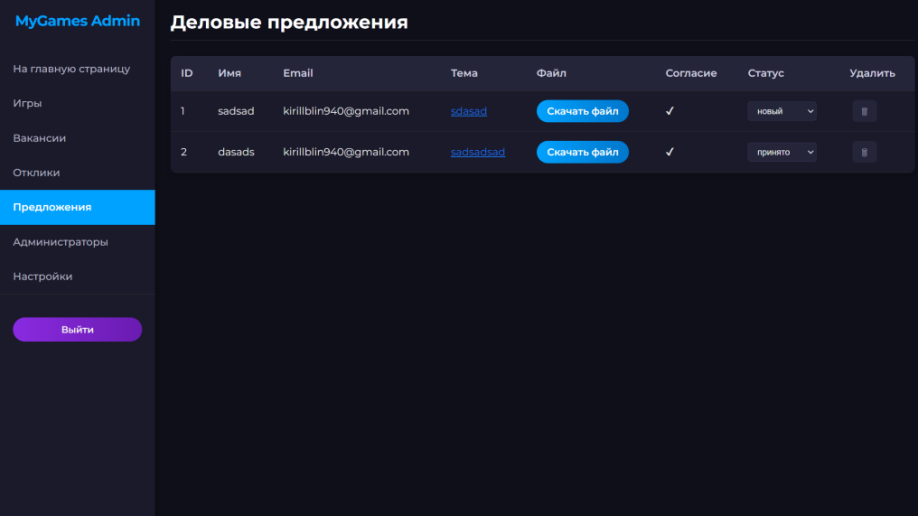 MyGames Admin
На главную страницу
Игры
Вакансии
Отклики
Предложения
Администраторы
Настройки
Выйти
Деловые предложения
ID Имя Email Тема Файл Согласие Статус Удалить
1 sadsad kirillblin940@gmail.com sdasad Скачать файл ✓ новый
2 dasads kirillblin940@gmail.com sadsadsad Скачать файл ✓ принято